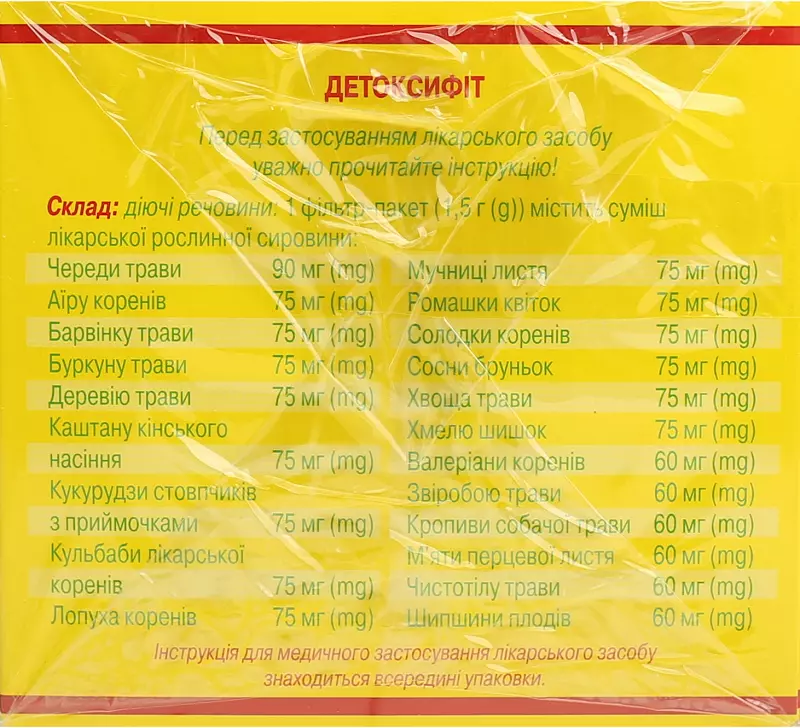 ДЕТОКСИФІТ
Перед застосуванням лікарського засобу
уважно прочитайте інструкцію!
Склад: діючі речовини: 1 фільтр-пакет (1,5 г (g)) містить суміш
лікарської рослинної сировини:
Череди трави 90 мг (mg)
Аїру коренів 75 мг (mg)
Барвінку трави 75 мг (mg)
Буркуну трави 75 мг (mg)
Деревію трави 75 мг (mg)
Каштану кінського
насіння 75 мг (mg)
Кукурудзи стовпчиків
з приймочками 75 мг (mg)
Кульбаби лікарської
коренів 75 мг (mg)
Лопуха коренів 75 мг (mg)
Мучниці листя 75 мг (mg)
Ромашки квіток 75 мг (mg)
Солодки коренів 75 мг (mg)
Сосни бруньок 75 мг (mg)
Хвоща трави 75 мг (mg)
Хмелю шишок 75 мг (mg)
Валеріани коренів 60 мг (mg)
Звіробою трави 60 мг (mg)
Кропиви собачої трави 60 мг (mg)
М'яти перцевої листя 60 мг (mg)
Чистотілу трави 60 мг (mg)
Шипшини плодів 60 мг (mg)
Інструкція для медичного застосування лікарського засобу
знаходиться всередині упаковки.